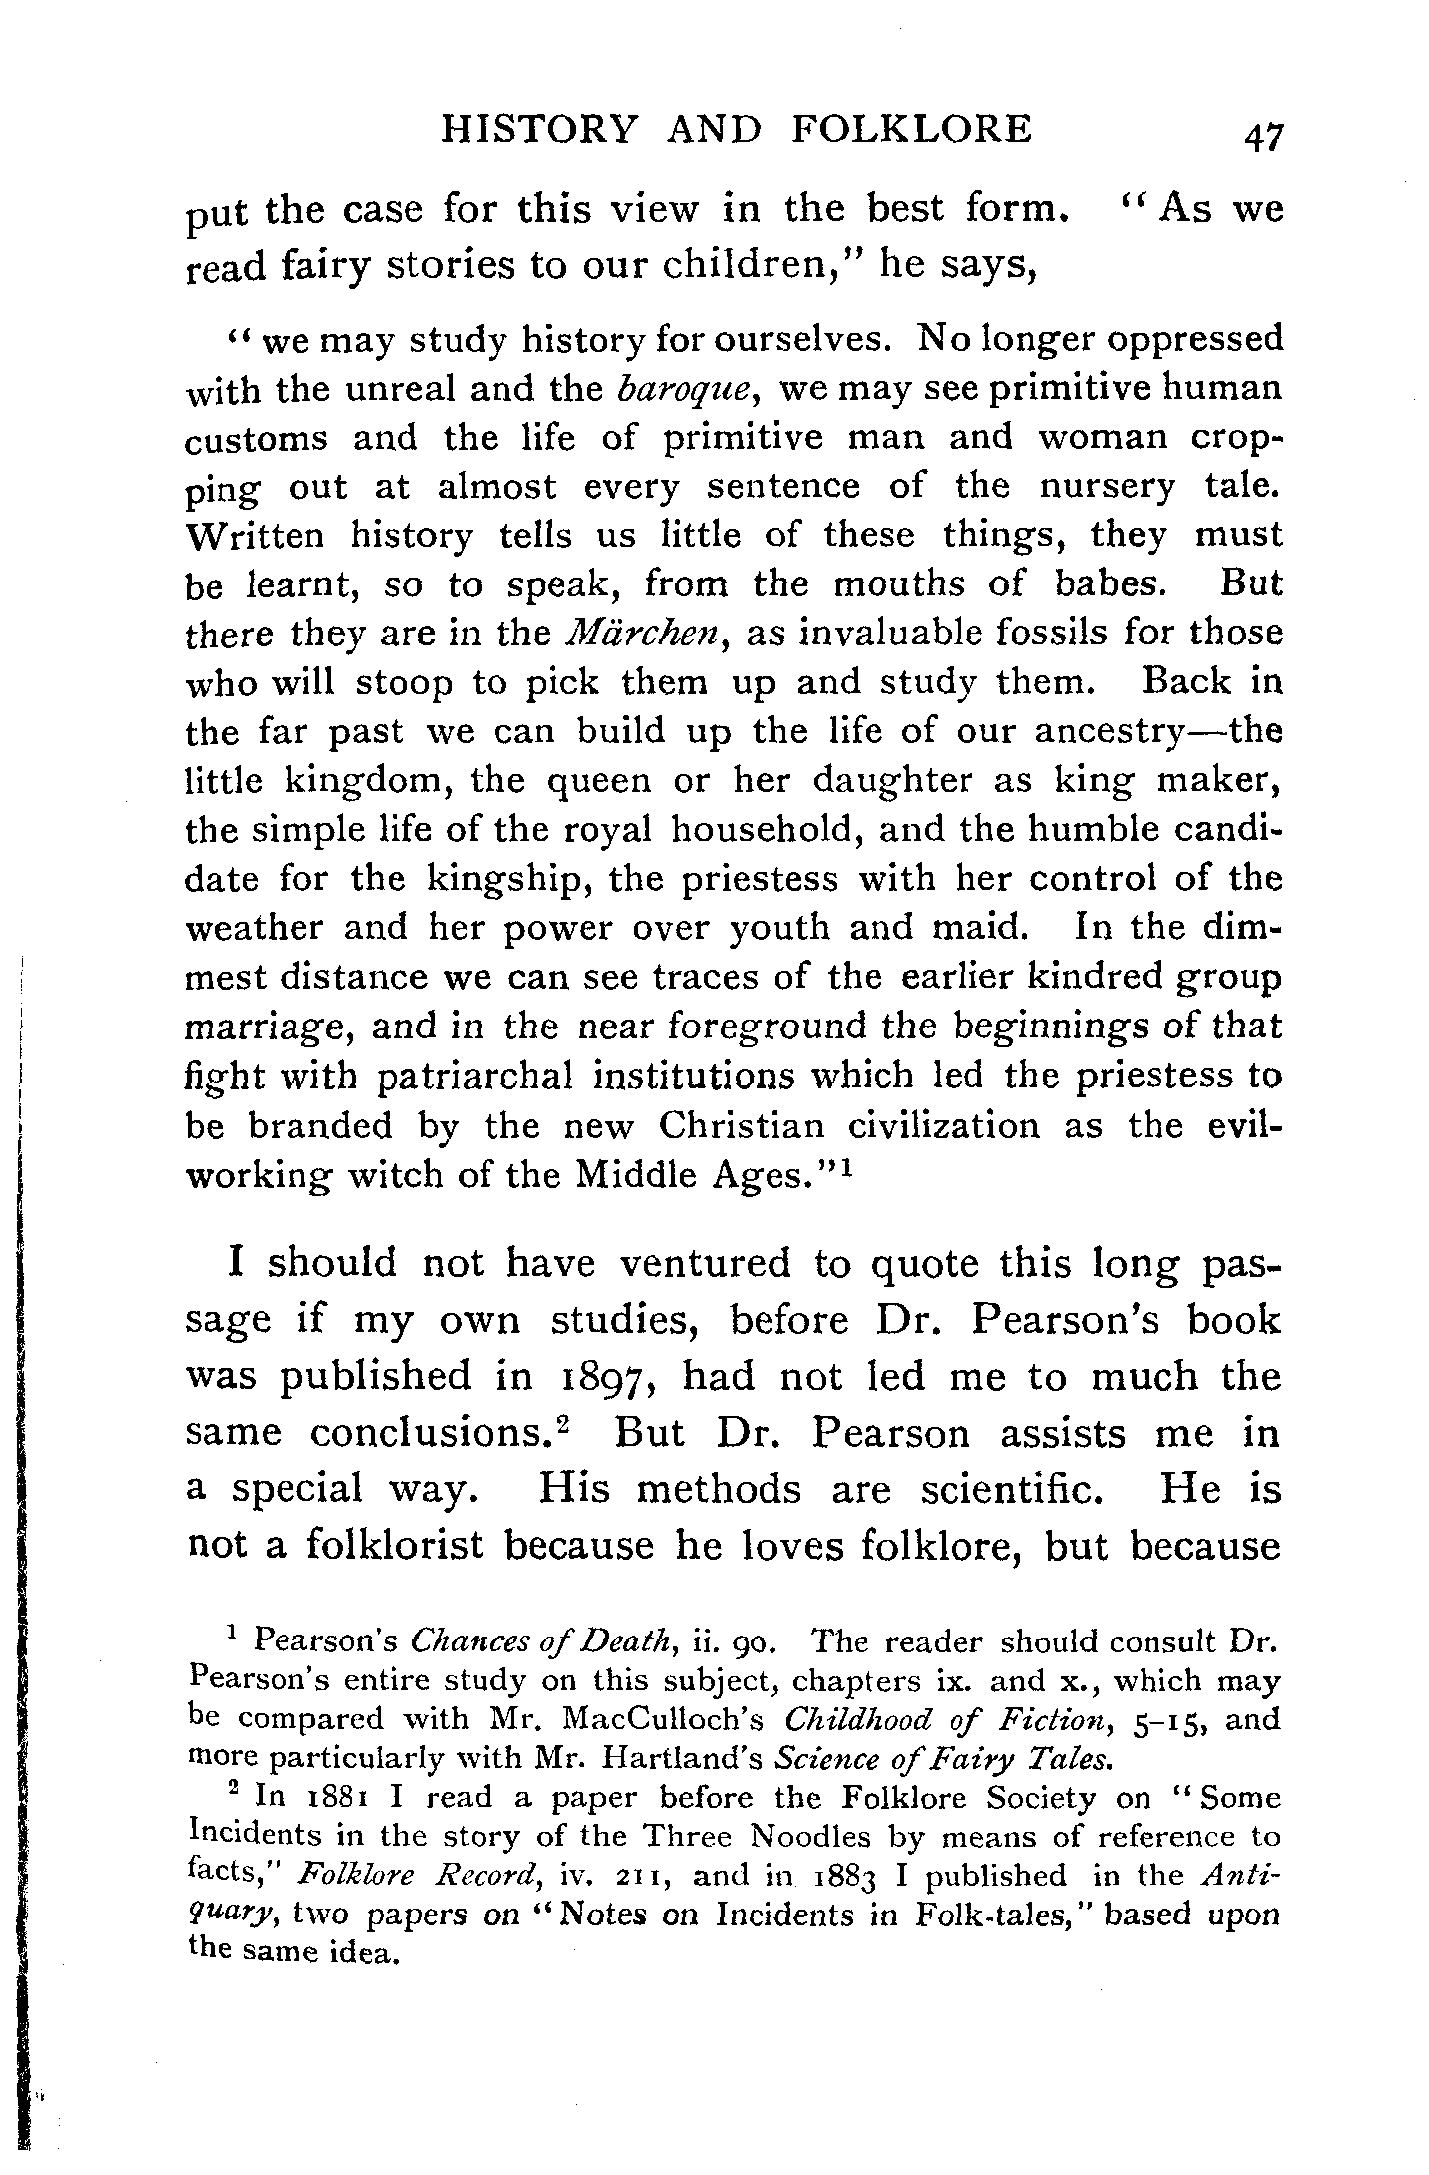 HISTORY AND FOLKLORE 47
put the case for this view in the best form. “As we
read fairy stories to our children,” he says,
“we may study history for ourselves. No longer oppressed
with the unreal and the baroque, we may see primitive human
customs and the life of primitive man and woman crop-
ping out at almost every sentence of the nursery tale.
Written history tells us little of these things, they must
be learnt, so to speak, from the mouths of babes. But
there they are in the Märchen, as invaluable fossils for those
who will stoop to pick them up and study them. Back in
the far past we can build up the life of our ancestry—the
little kingdom, the queen or her daughter as king maker,
the simple life of the royal household, and the humble candi-
date for the kingship, the priestess with her control of the
weather and her power over youth and maid. In the dim-
mest distance we can see traces of the earlier kindred group
marriage, and in the near foreground the beginnings of that
fight with patriarchal institutions which led the priestess to
be branded by the new Christian civilization as the evil-
working witch of the Middle Ages.”¹
I should not have ventured to quote this long pas-
sage if my own studies, before Dr. Pearson’s book
was published in 1897, had not led me to much the
same conclusions.² But Dr. Pearson assists me in
a special way. His methods are scientific. He is
not a folklorist because he loves folklore, but because
¹ Pearson’s Chances of Death, ii. 90. The reader should consult Dr.
Pearson’s entire study on this subject, chapters ix. and x., which may
be compared with Mr. MacCulloch’s Childhood of Fiction, 5–15, and
more particularly with Mr. Hartland’s Science of Fairy Tales.
² In 1881 I read a paper before the Folklore Society on “Some
Incidents in the story of the Three Noodles by means of reference to
facts,” Folklore Record, iv. 211, and in 1883 I published in the Anti-
quary, two papers on “Notes on Incidents in Folk-tales,” based upon
the same idea.